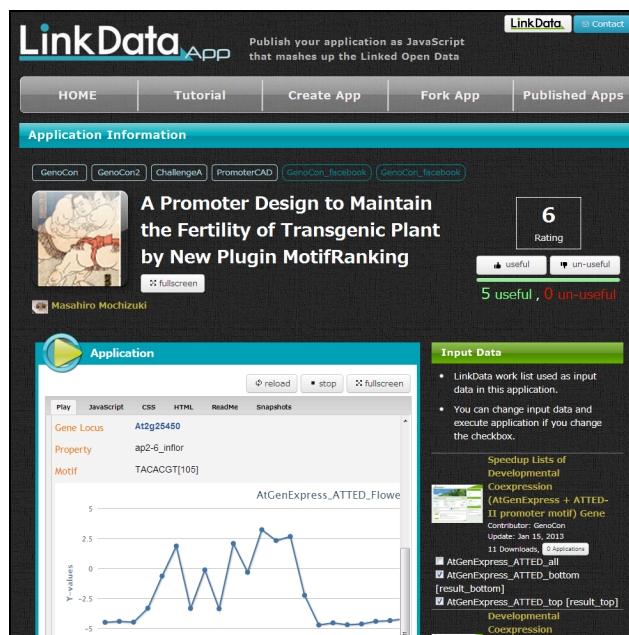 LinkData
Contact
LinkData App
Publish your application as JavaScript
that mashes up the Linked Open Data
HOME
Tutorial
Create App
Fork App
Published Apps
Application Information
GenoCon
GenoCon2
ChallengeA
PromoterCAD
GenoCon_facebook
GenoCon_facebook
A Promoter Design to Maintain
the Fertility of Transgenic Plant
by New Plugin MotifRanking
fullscreen
Masahiro Mochizuki
6
Rating
useful
un-useful
5 useful , 0 un-useful
Application
reload
stop
fullscreen
Play
JavaScript
CSS
HTML
ReadMe
Snapshots
Gene Locus
At2g25450
Property
ap2-6_inflor
Motif
TACACGT[105]
AtGenExpress_ATTED_Flowe
Y-values
5
2.5
0
-2.5
-5
Input Data
LinkData work list used as input
data in this application.
You can change input data and
execute application if you change
the checkbox.
Speedup Lists of
Developmental
Coexpression
(AtGenExpress + ATTED-
II promoter motif) Gene
Contributor: GenoCon
Update: Jan 15, 2013
11 Downloads, 0 Applications
AtGenExpress_ATTED_all
AtGenExpress_ATTED_bottom
[result_bottom]
AtGenExpress_ATTED_top [result_top]
Developmental
Coexpression